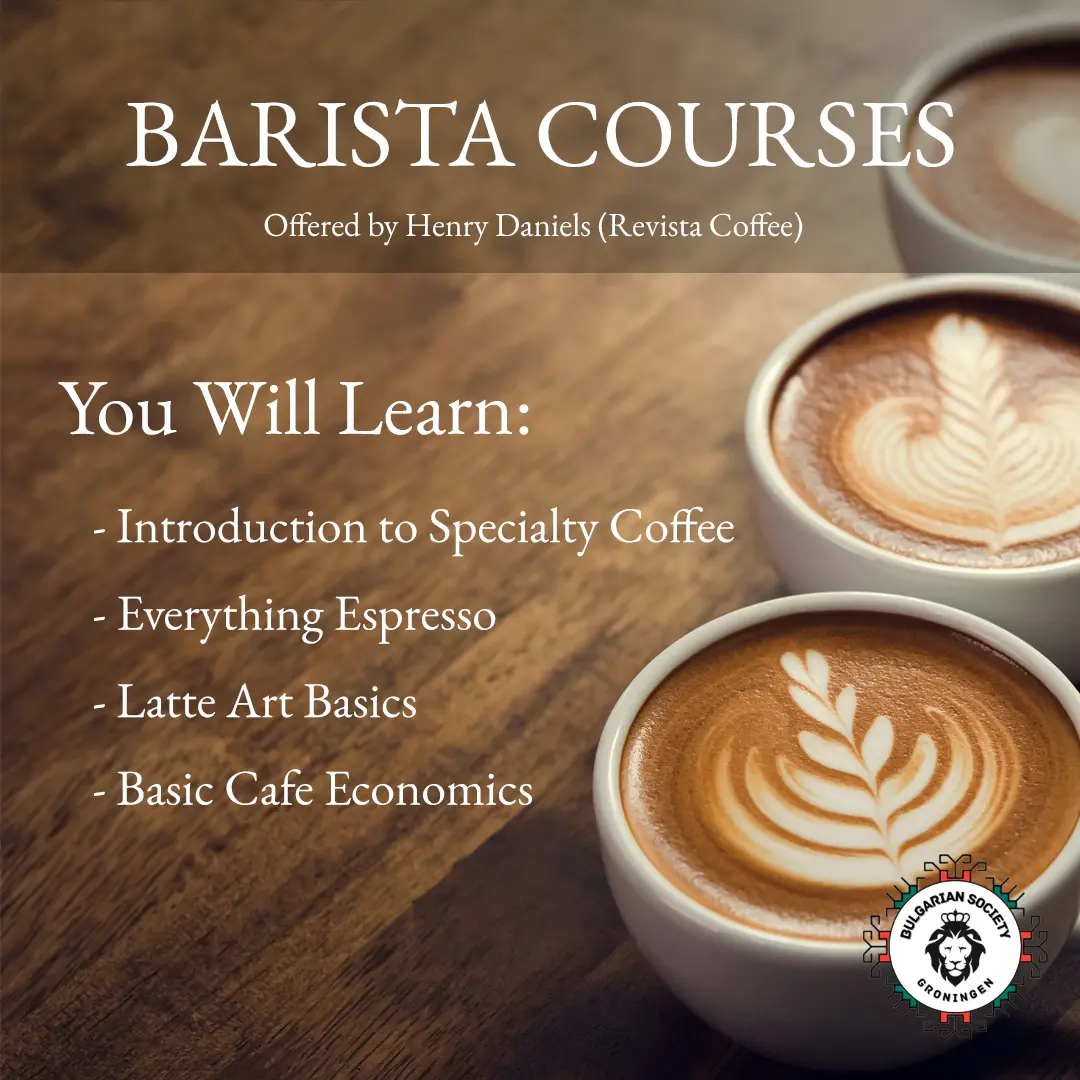 BARISTA COURSES
Offered by Henry Daniels (Revista Coffee)
You Will Learn:
- Introduction to Specialty Coffee
- Everything Espresso
- Latte Art Basics
- Basic Cafe Economics
BULGARIAN SOCIETY
GRONINGEN